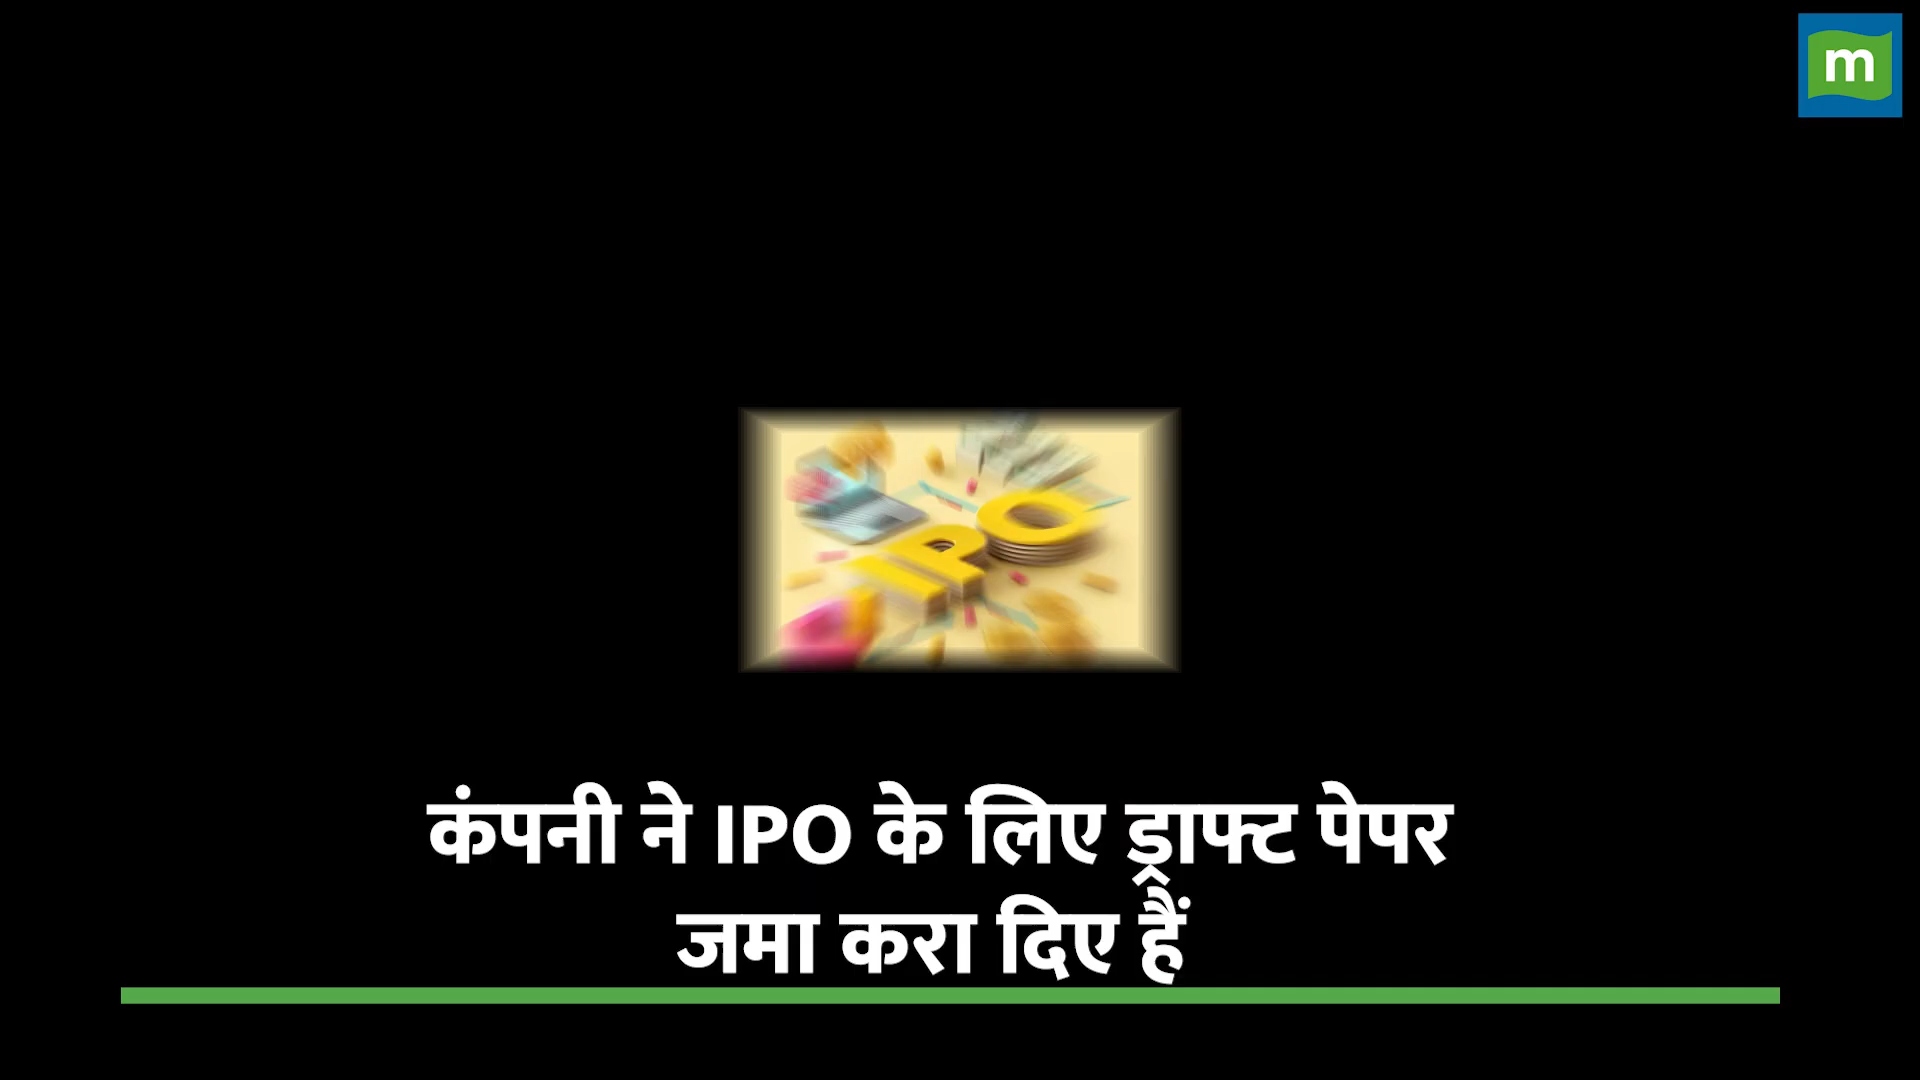 m
IPO
कंपनी ने IPO के लिए ड्राफ्ट पेपर
जमा करा दिए हैं